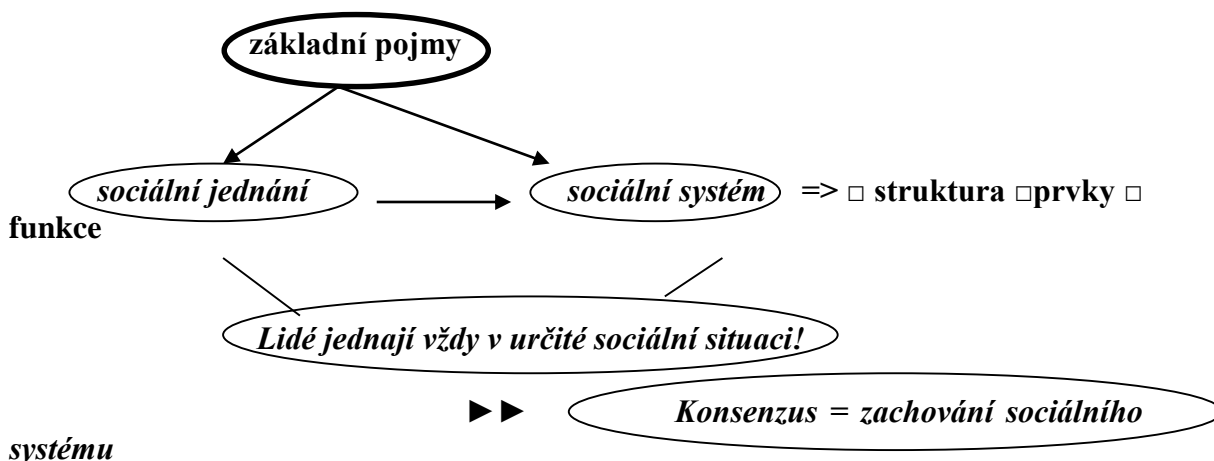 základní pojmy
sociální jednání sociální systém => □ struktura □prvky □
funkce
Lidé jednají vždy v určité sociální situaci!
►► Konsenzus = zachování sociálního
systému